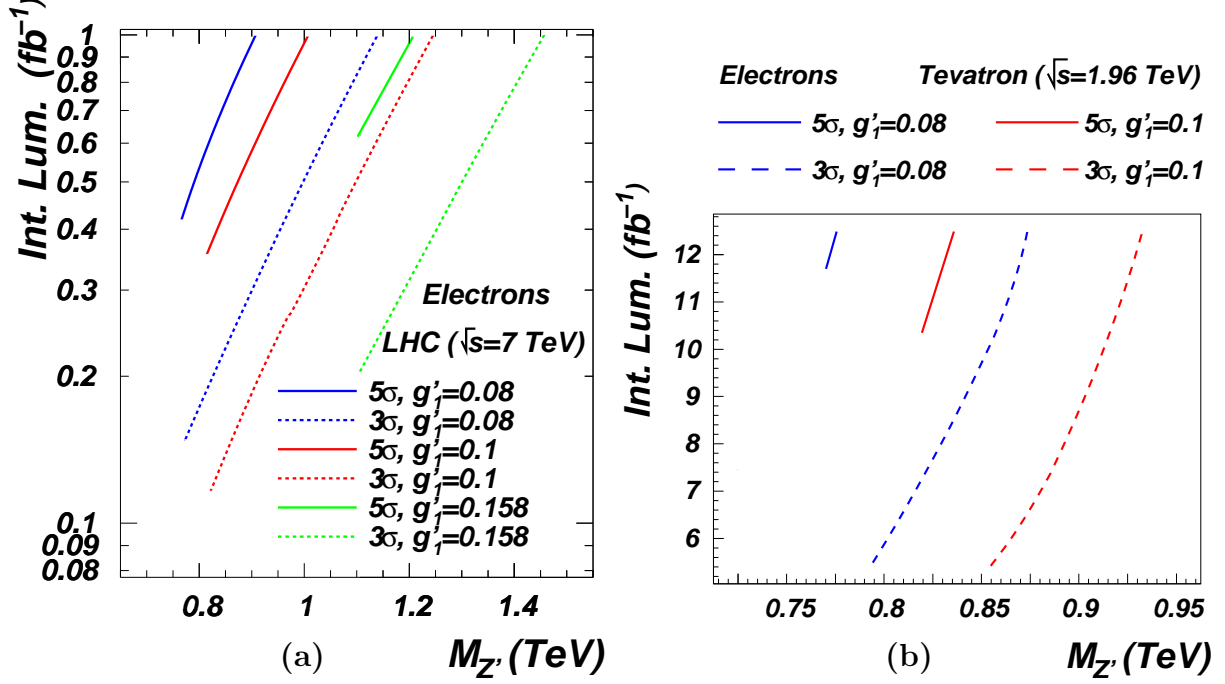 Int. Lum. (fb⁻¹)
1
0.9
0.8
0.7
0.6
0.5
0.4
0.3
0.2
0.1
0.09
0.08
Electrons
LHC (√s=7 TeV)
5σ, g'₁=0.08
3σ, g'₁=0.08
5σ, g'₁=0.1
3σ, g'₁=0.1
5σ, g'₁=0.158
3σ, g'₁=0.158
0.8 1 1.2 1.4
(a) M_Z' (TeV)
Electrons Tevatron (√s=1.96 TeV)
5σ, g'₁=0.08 5σ, g'₁=0.1
3σ, g'₁=0.08 3σ, g'₁=0.1
Int. Lum. (fb⁻¹)
12
11
10
9
8
7
6
0.75 0.8 0.85 0.9 0.95
(b) M_Z' (TeV)